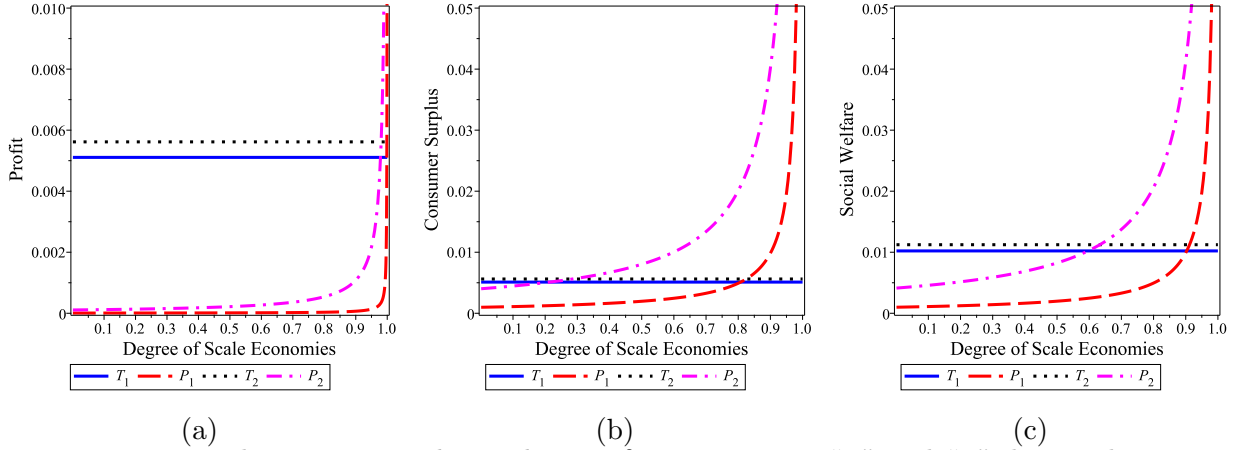 0.010
0.008
0.006
0.004
0.002
0
Profit
0.1 0.2 0.3 0.4 0.5 0.6 0.7 0.8 0.9 1.0
Degree of Scale Economies
T1 P1 T2 P2
(a)
0.05
0.04
0.03
0.02
0.01
0
Consumer Surplus
0.1 0.2 0.3 0.4 0.5 0.6 0.7 0.8 0.9 1.0
Degree of Scale Economies
T1 P1 T2 P2
(b)
0.05
0.04
0.03
0.02
0.01
0
Social Welfare
0.1 0.2 0.3 0.4 0.5 0.6 0.7 0.8 0.9 1.0
Degree of Scale Economies
T1 P1 T2 P2
(c)